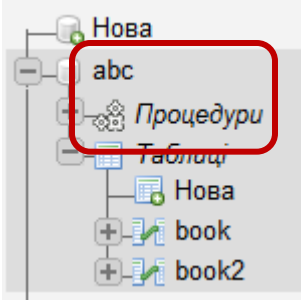 Нова
abc
Процедури
Таблиці
Нова
book
book2